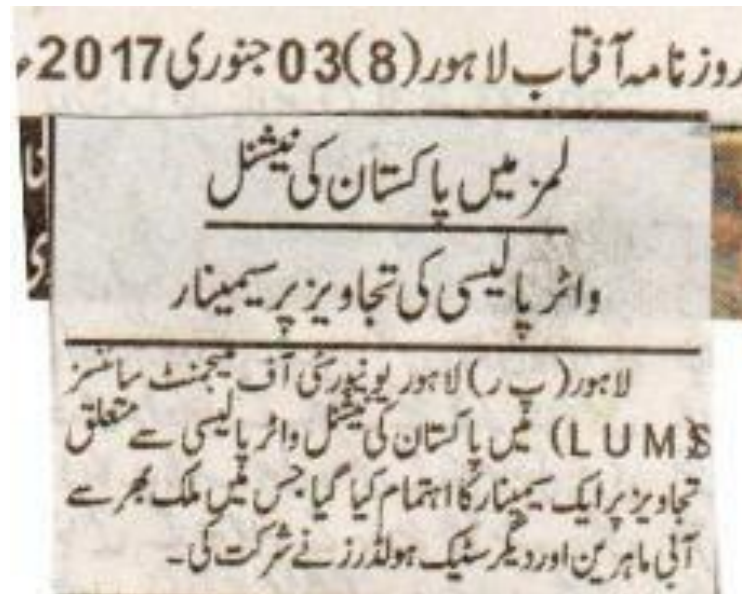 روزنامہ آفتاب لاہور (8) 03 جنوری 2017ء
لمز میں پاکستان کی نیشنل
واٹر پالیسی کی تجاویز پر سیمینار
لاہور (پ ر) لاہور یونیورسٹی آف مینجمنٹ سائنسز
(LUMS) میں پاکستان کی نیشنل واٹر پالیسی سے متعلق
تجاویز پر ایک سیمینار کا اہتمام کیا گیا جس میں ملک بھر سے
آبی ماہرین اور دیگر سٹیک ہولڈرز نے شرکت کی۔